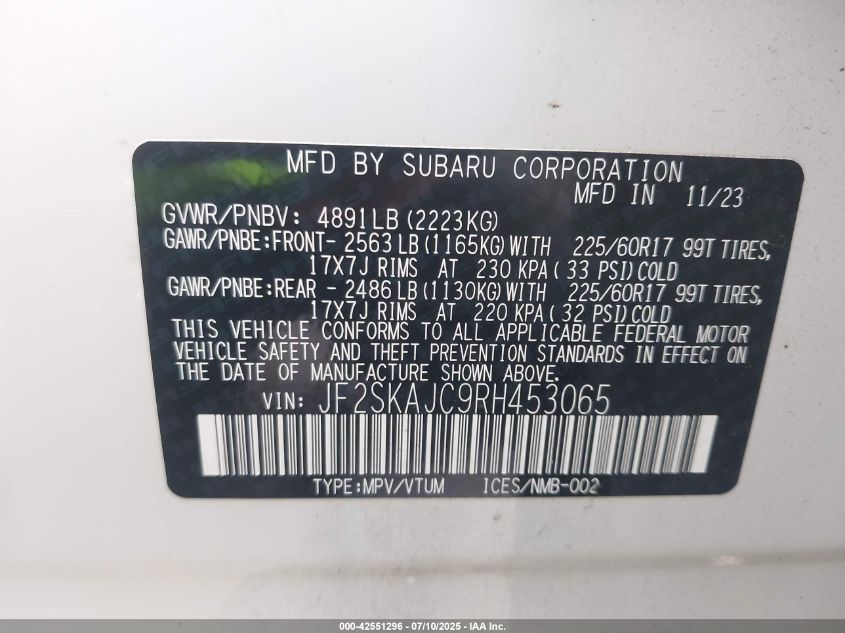 MFD BY SUBARU CORPORATION
MFD IN 11/23
GVWR/PNBV: 4891LB (2223KG)
GAWR/PNBE:FRONT- 2563LB (1165KG) WITH 225/60R17 99T TIRES,
17X7J RIMS AT 230 KPA ( 33 PSI) COLD
GAWR/PNBE:REAR - 2486LB (1130KG) WITH 225/60R17 99T TIRES,
17X7J RIMS AT 220 KPA ( 32 PSI) COLD
THIS VEHICLE CONFORMS TO ALL APPLICABLE FEDERAL MOTOR
VEHICLE SAFETY AND THEFT PREVENTION STANDARDS IN EFFECT ON
THE DATE OF MANUFACTURE SHOWN ABOVE.
VIN: JF2SKAJC9RH453065
TYPE:MPV/VTUM ICES/NMB-002
000-42551296 - 07/10/2025 - IAA Inc.